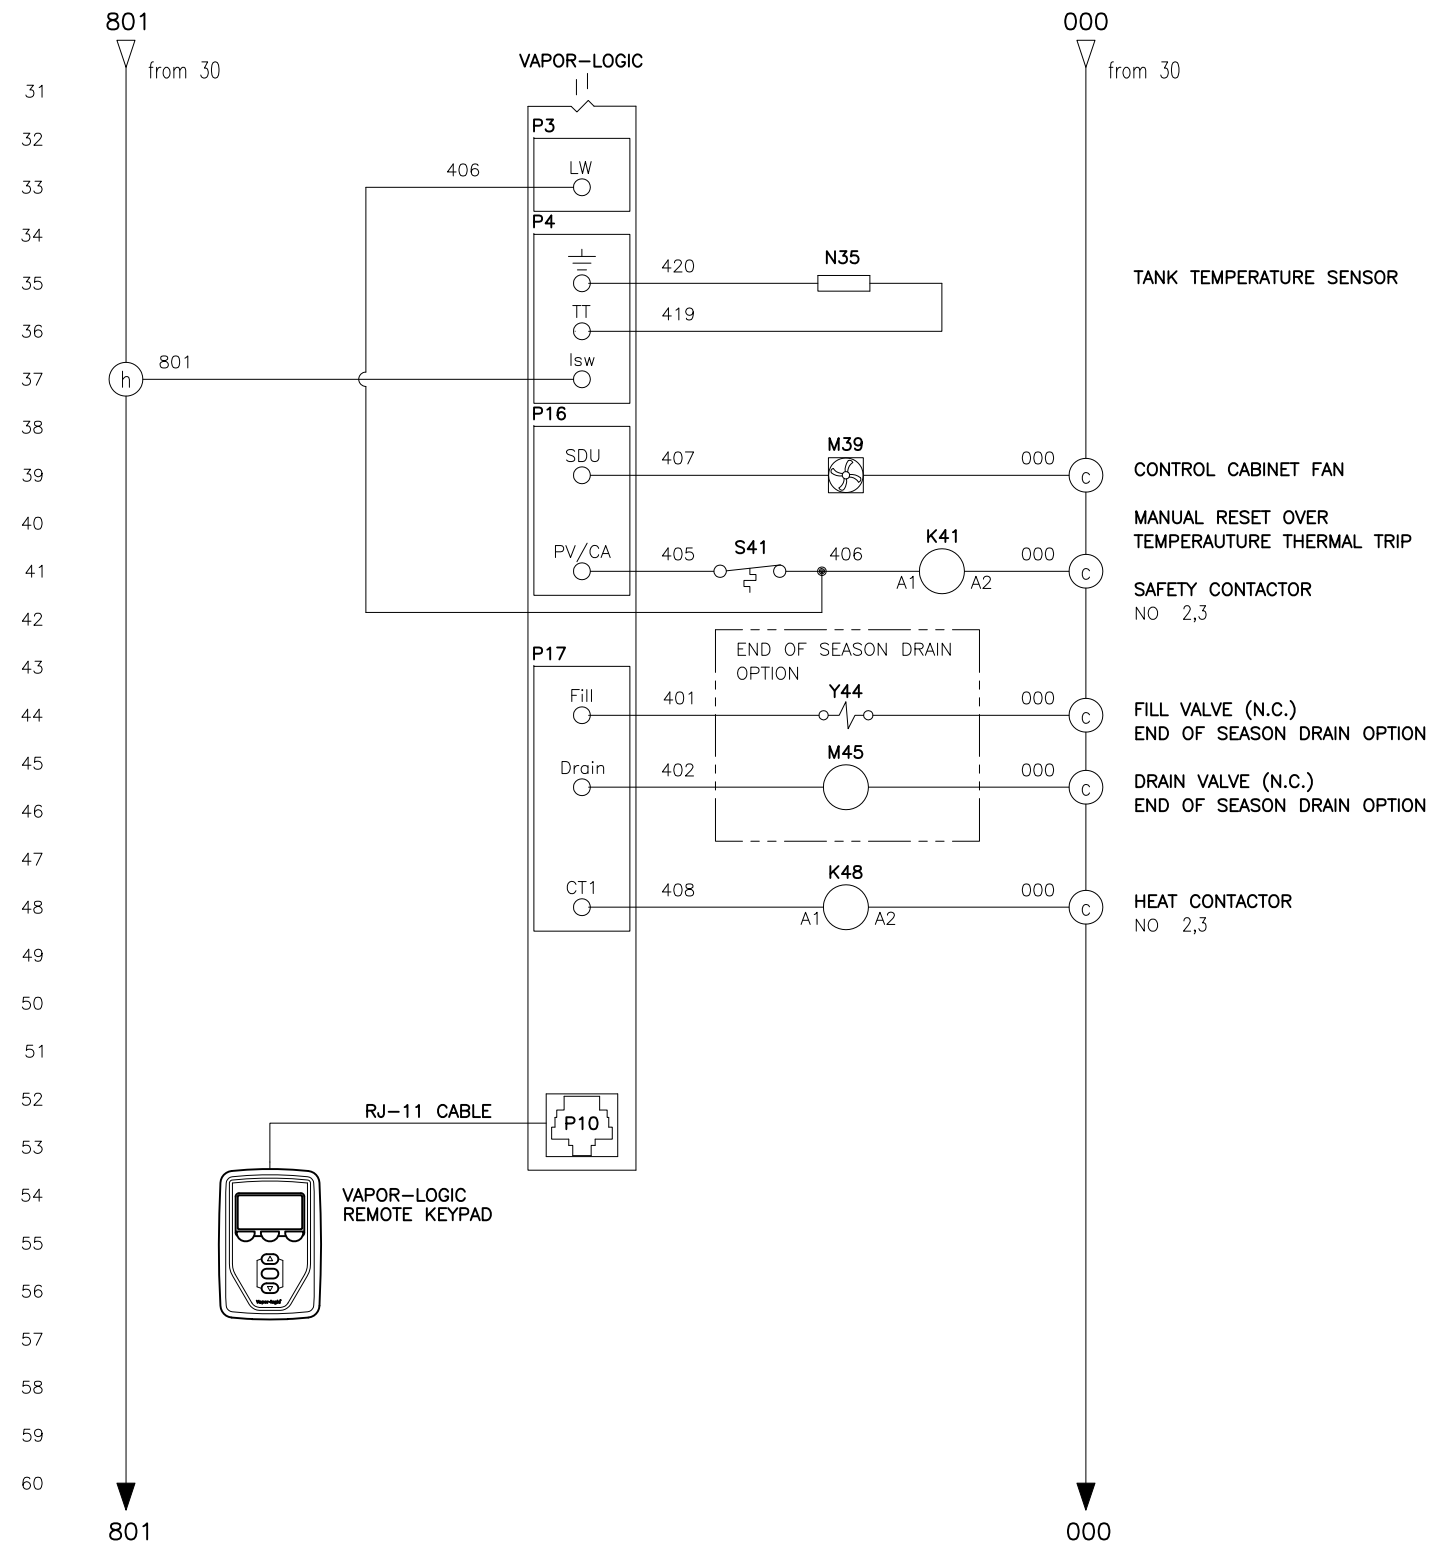 801
000
from 30
from 30
VAPOR-LOGIC
31
P3
32
LW
406
33
P4
34
420
N35
TANK TEMPERATURE SENSOR
35
TT
419
36
Isw
801
h
37
P16
38
M39
SDU
407
000
CONTROL CABINET FAN
39
c
MANUAL RESET OVER
40
TEMPERAUTURE THERMAL TRIP
K41
S41
PV/CA
405
406
000
41
c
A1
A2
SAFETY CONTACTOR
NO 2,3
42
END OF SEASON DRAIN
OPTION
P17
43
Y44
Fill
401
000
FILL VALVE (N.C.)
44
c
END OF SEASON DRAIN OPTION
M45
45
Drain
402
000
DRAIN VALVE (N.C.)
c
END OF SEASON DRAIN OPTION
46
47
K48
CT1
408
000
HEAT CONTACTOR
48
c
A1
A2
NO 2,3
49
50
51
52
RJ-11 CABLE
P10
53
54
VAPOR-LOGIC
REMOTE KEYPAD
55
56
Vapor-logic
57
58
59
60
801
000